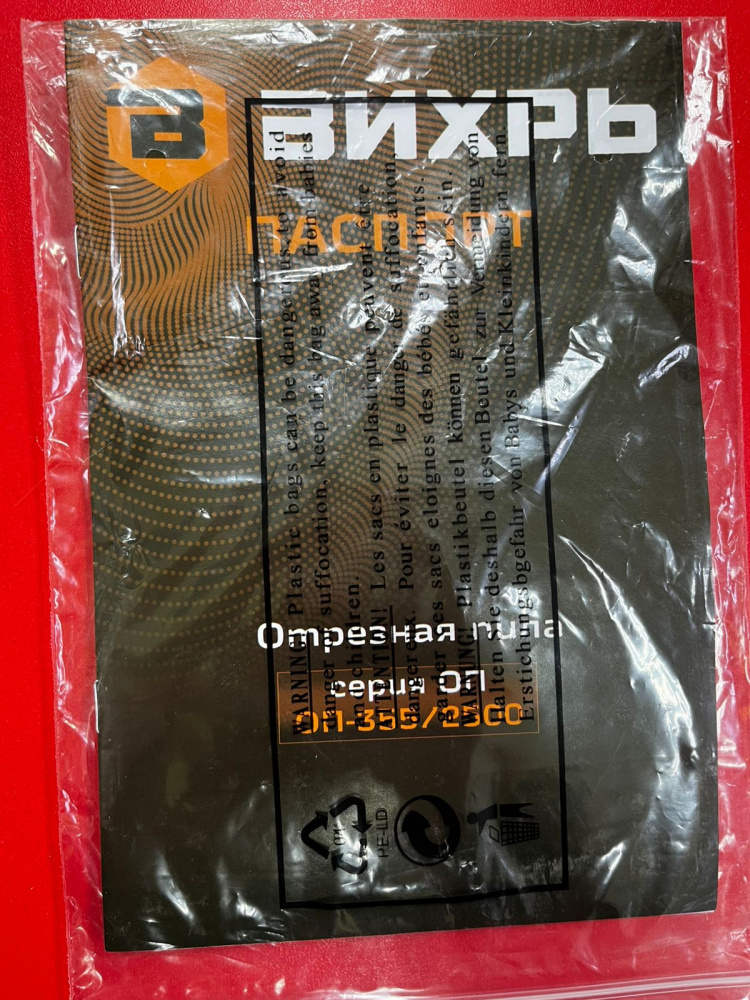 В ВИХРЬ
ПАСПОРТ
Отрезная пила
серия ОП
ОП-355/2500
WARNING! Plastic bags can be dangerous to avoid
danger of suffocation, keep this bag away from babies
and children.
ATTENTION! Les sacs en plastique peuvent être
dangereux. Pour éviter le danger de suffocation,
garder les sacs eloignes des bébés et enfants.
WARNUNG! Plastikbeutel können gefährlich sein
Halten Sie deshalb diesen Beutel zur Vermeidung von
Erstichungsbgefahr von Babys und Kleinkindern fern
04
PE-LD